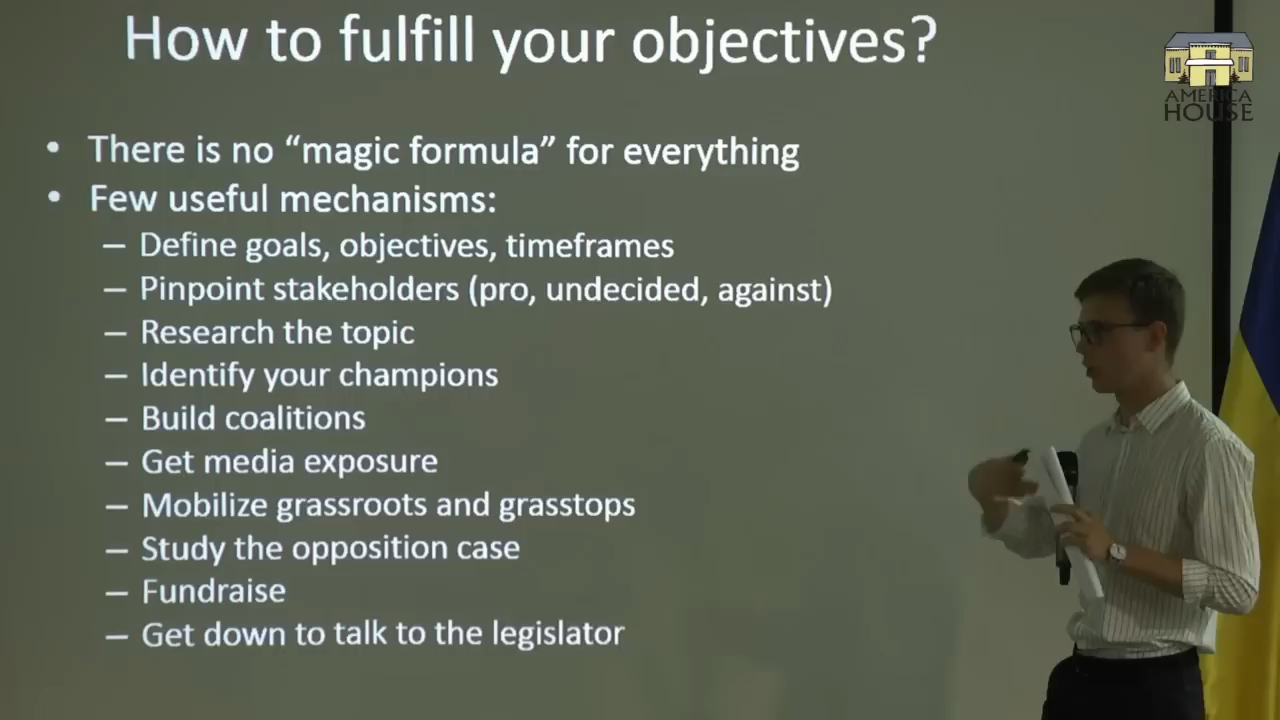 How to fulfill your objectives?
AMERICA
HOUSE
• There is no “magic formula” for everything
• Few useful mechanisms:
– Define goals, objectives, timeframes
– Pinpoint stakeholders (pro, undecided, against)
– Research the topic
– Identify your champions
– Build coalitions
– Get media exposure
– Mobilize grassroots and grasstops
– Study the opposition case
– Fundraise
– Get down to talk to the legislator